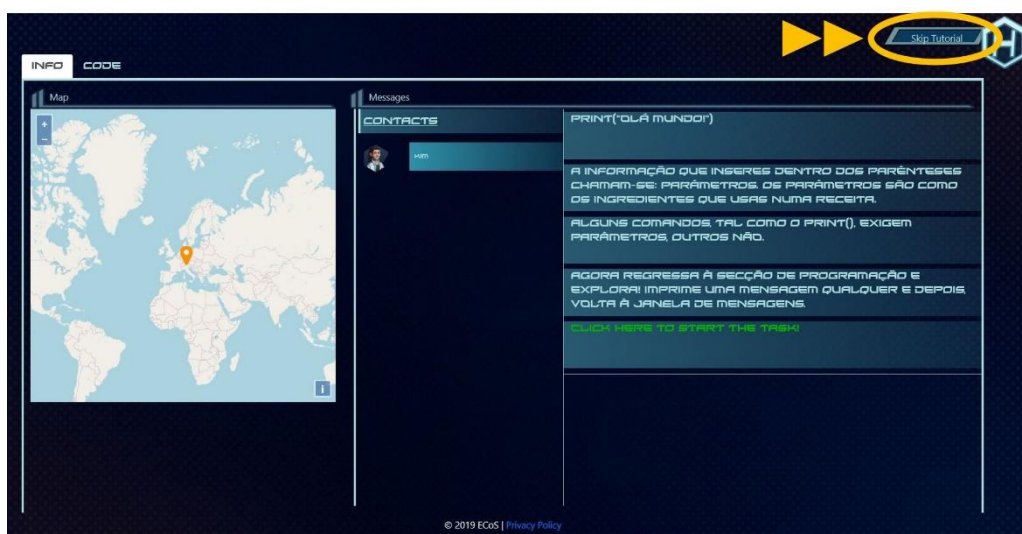 Skip Tutorial
INFO CODE
Map
Messages
+
-
i
CONTACTS
KIM
PRINT("OLÁ MUNDO!")
A INFORMAÇÃO QUE INSERES DENTRO DOS PARÊNTESES
CHAMAM-SE: PARÂMETROS. OS PARÂMETROS SÃO COMO
OS INGREDIENTES QUE USAS NUMA RECEITA.
ALGUNS COMANDOS, TAL COMO O PRINT(), EXIGEM
PARÂMETROS, OUTROS NÃO.
AGORA REGRESSA À SECÇÃO DE PROGRAMAÇÃO E
EXPLORA! IMPRIME UMA MENSAGEM QUALQUER E DEPOIS,
VOLTA À JANELA DE MENSAGENS.
CLICK HERE TO START THE TASK!
© 2019 ECoS | Privacy Policy